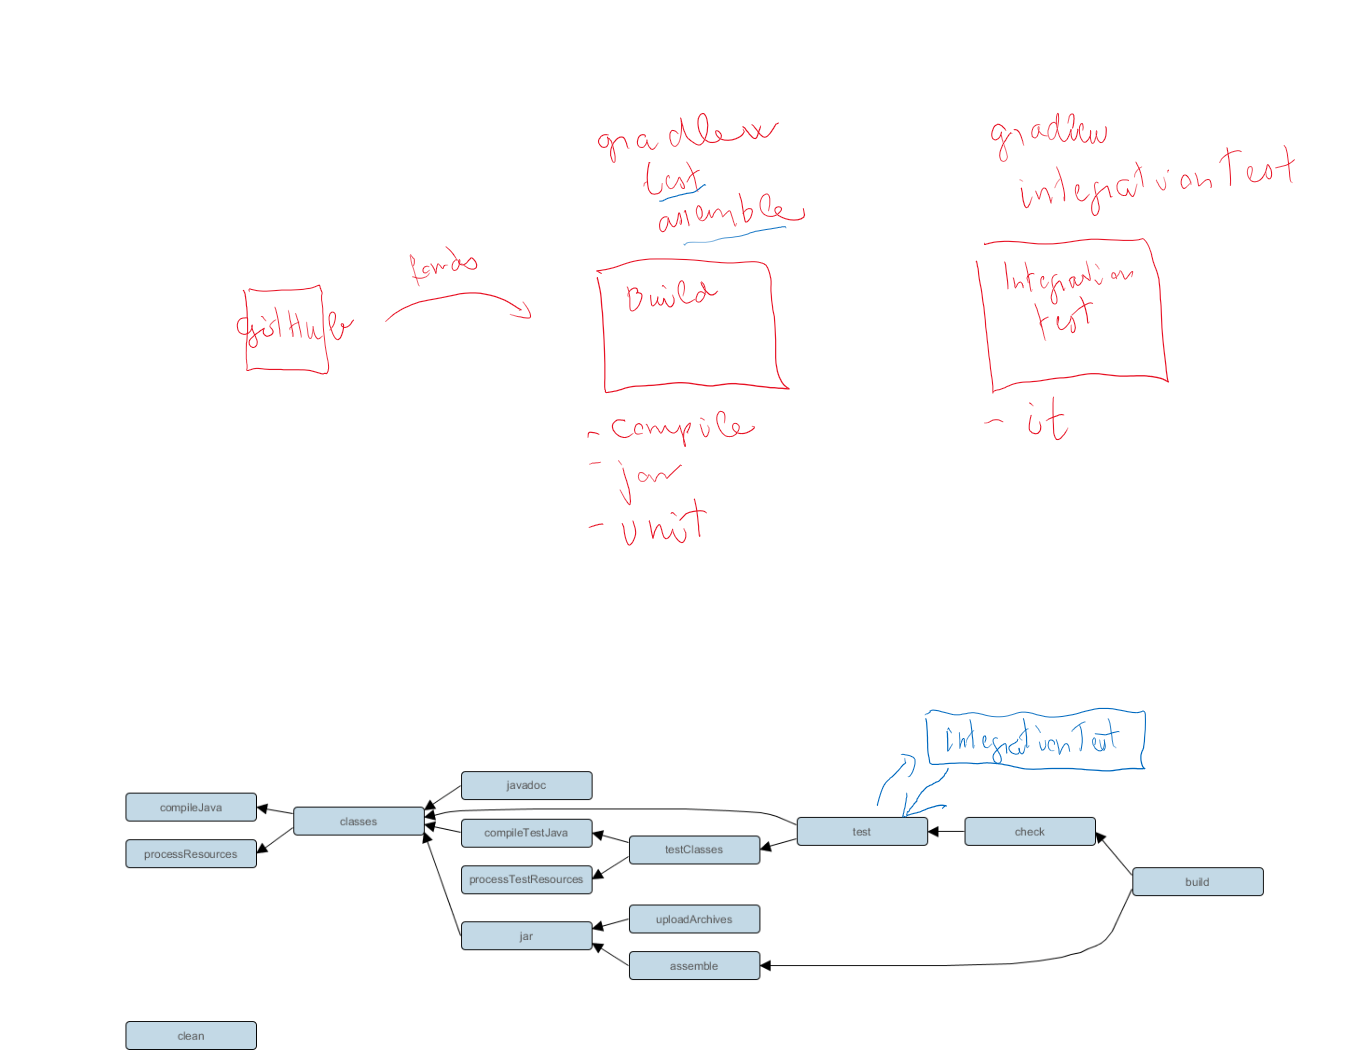 gradlew
test
assemble
gradlew
integrationTest
forrás
GitHub
Build
Integration
test
- compile
- jar
- unit
- it
integrationTest
javadoc
compileJava
classes
compileTestJava
test
check
processResources
testClasses
processTestResources
build
uploadArchives
jar
assemble
clean